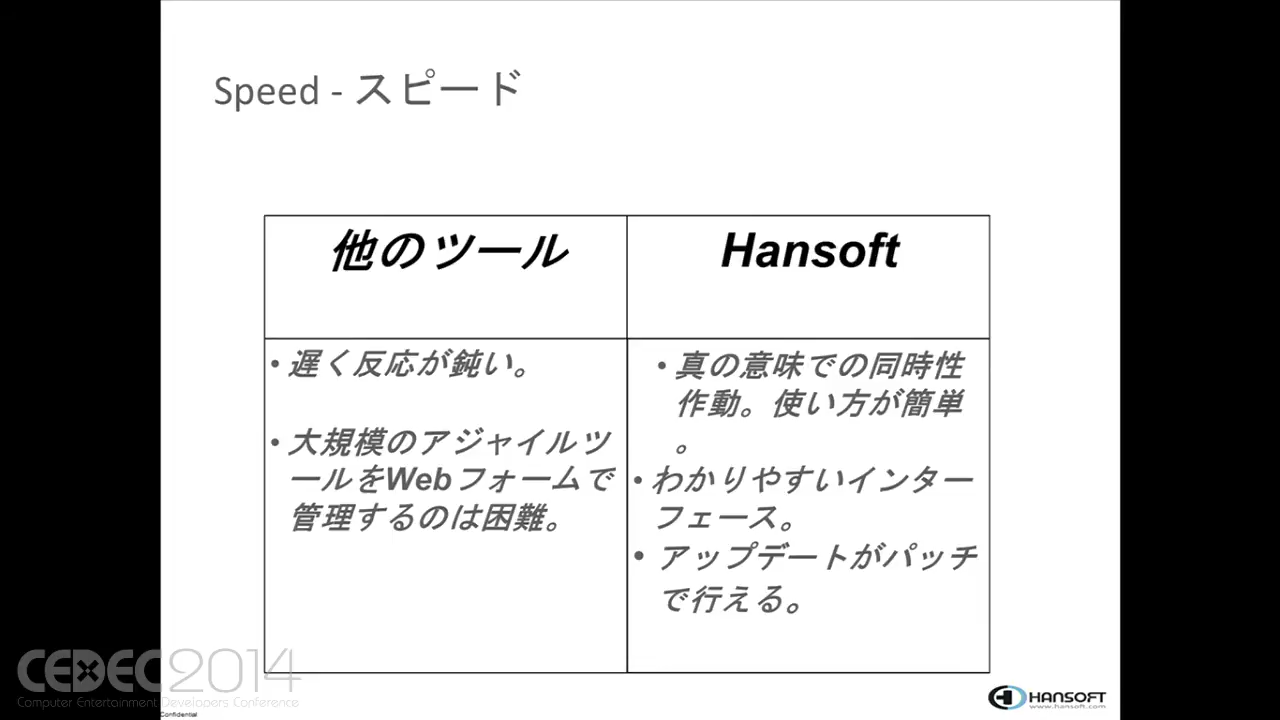 Speed - スピード
他のツール
Hansoft
• 遅く反応が鈍い。
• 大規模のアジャイルツ
ールをWebフォームで
管理するのは困難。
• 真の意味での同時性
作動。使い方が簡単
。
• わかりやすいインター
フェース。
• アップデートがパッチ
で行える。
CEDEC2014
Computer Entertainment Developers Conference
Confidential
HANSOFT
www.hansoft.com